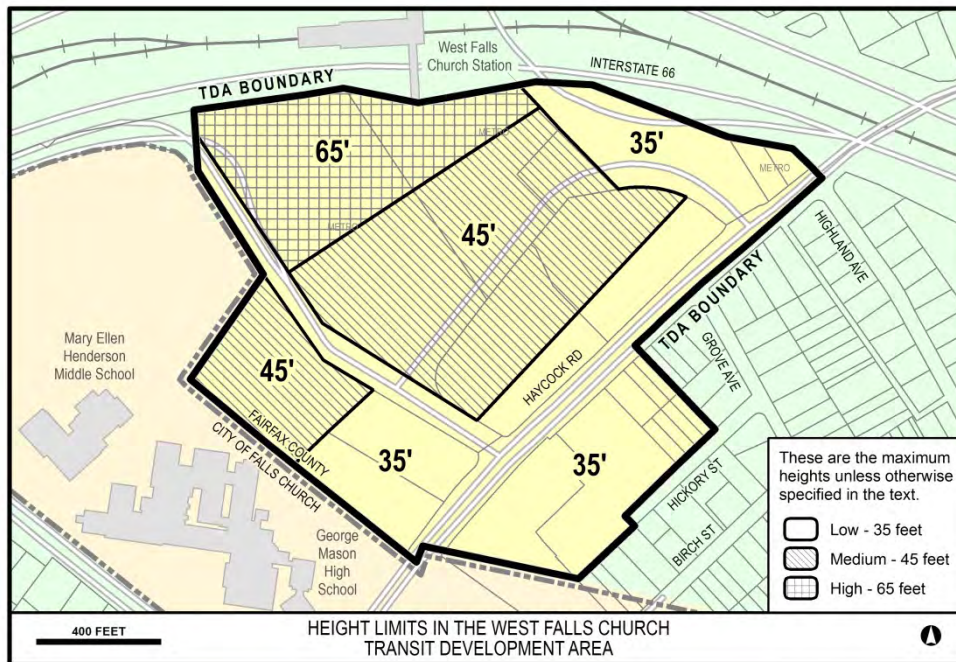 West Falls
Church Station
INTERSTATE 66
TDA BOUNDARY
65'
35'
METRO
METRO
METRO
45'
HIGHLAND AVE
TDA BOUNDARY
Mary Ellen
Henderson
Middle School
45'
HAYCOCK RD
GROVE AVE
FAIRFAX COUNTY
CITY OF FALLS CHURCH
35'
35'
HICKORY ST
BIRCH ST
George
Mason
High
School
These are the maximum
heights unless otherwise
specified in the text.
Low - 35 feet
Medium - 45 feet
High - 65 feet
400 FEET
HEIGHT LIMITS IN THE WEST FALLS CHURCH
TRANSIT DEVELOPMENT AREA